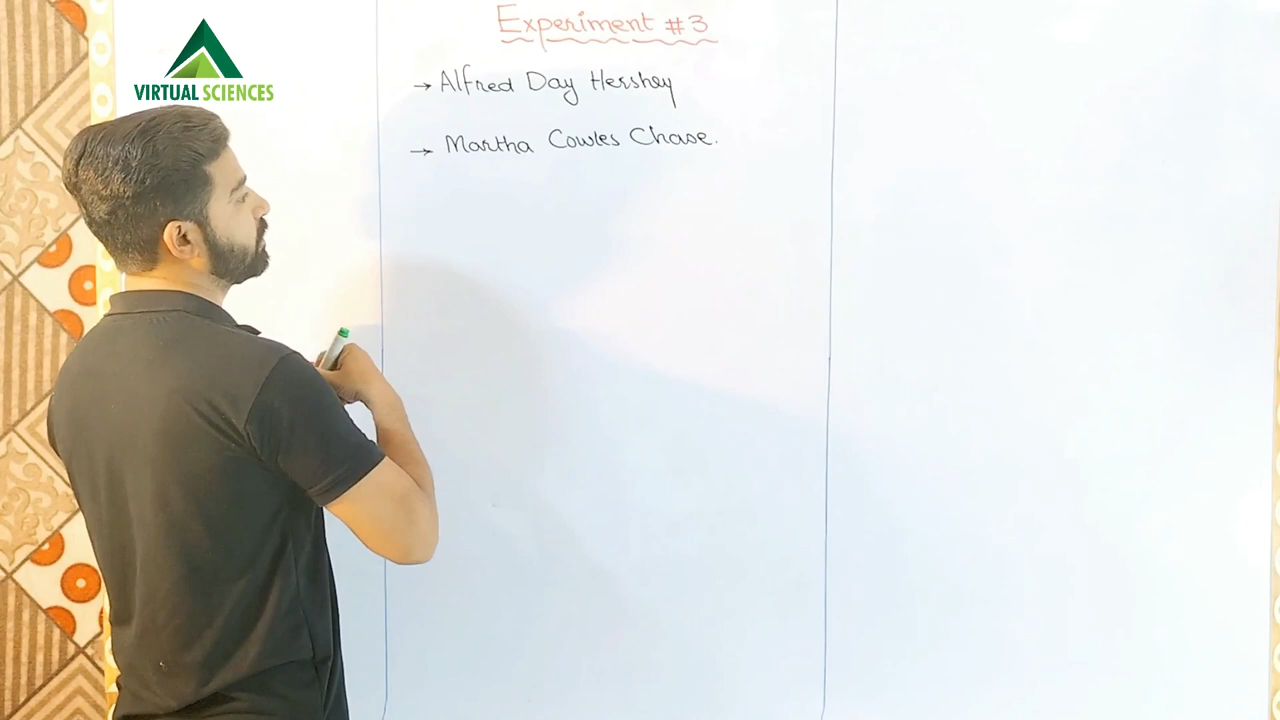 VIRTUAL SCIENCES
Experiment #3
→ Alfred Day Hershey
→ Martha Cowles Chase.